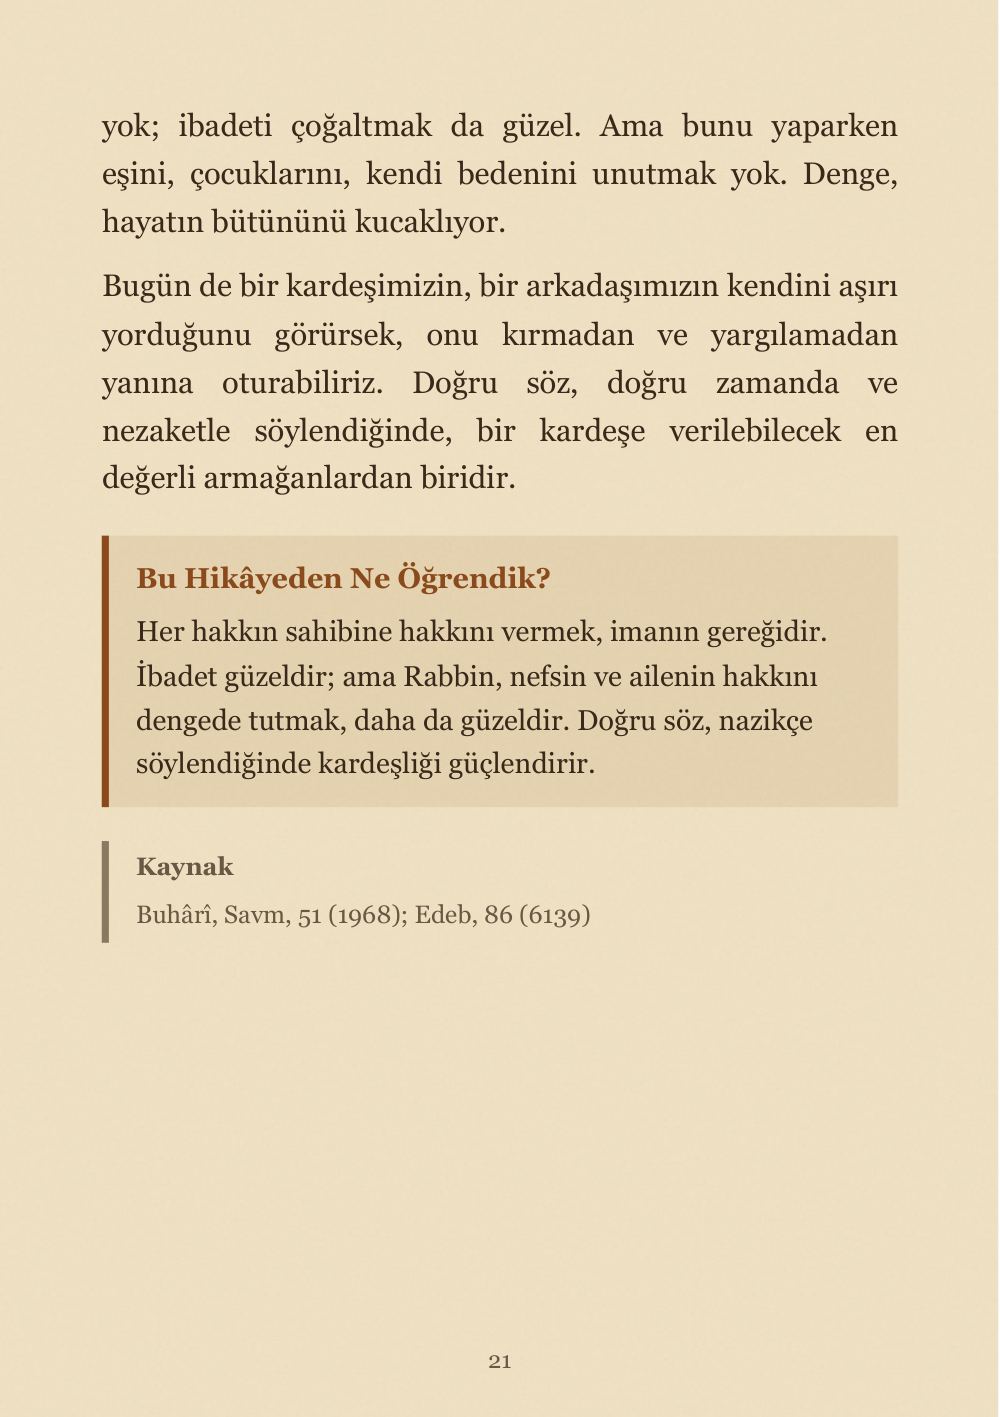 yok; ibadeti çoğaltmak da güzel. Ama bunu yaparken
eşini, çocuklarını, kendi bedenini unutmak yok. Denge,
hayatın bütününü kucaklıyor.
Bugün de bir kardeşimizin, bir arkadaşımızın kendini aşırı
yorduğunu görürsek, onu kırmadan ve yargılamadan
yanına oturabiliriz. Doğru söz, doğru zamanda ve
nezaketle söylendiğinde, bir kardeşe verilebilecek en
değerli armağanlardan biridir.
Bu Hikâyeden Ne Öğrendik?
Her hakkın sahibine hakkını vermek, imanın gereğidir.
İbadet güzeldir; ama Rabbin, nefsin ve ailenin hakkını
dengede tutmak, daha da güzeldir. Doğru söz, nazikçe
söylendiğinde kardeşliği güçlendirir.
Kaynak
Buhârî, Savm, 51 (1968); Edeb, 86 (6139)
21